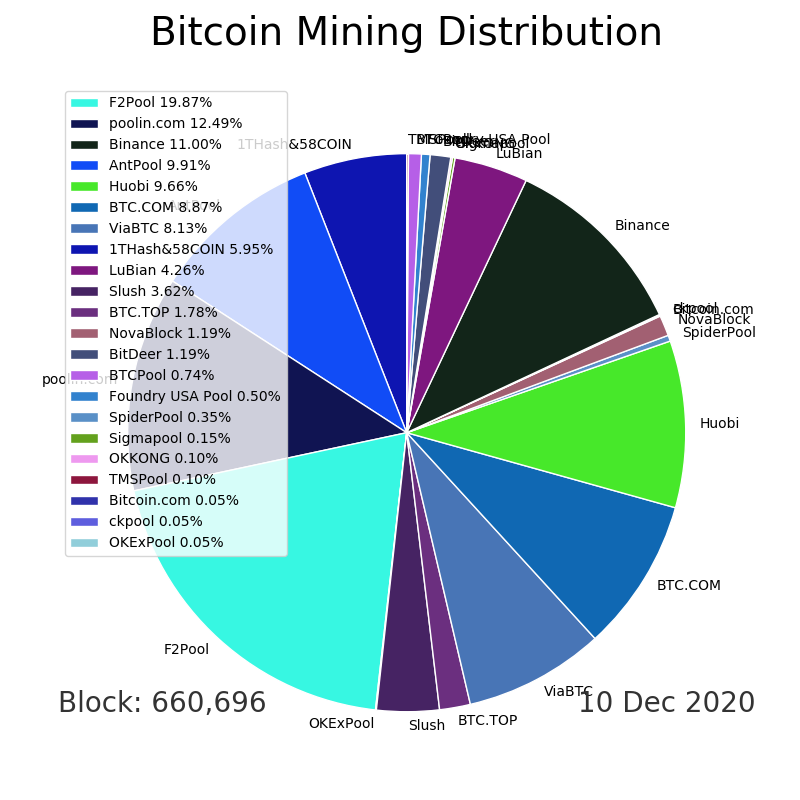 Bitcoin Mining Distribution
F2Pool 19.87%
poolin.com 12.49%
Binance 11.00%
AntPool 9.91%
Huobi 9.66%
BTC.COM 8.87%
ViaBTC 8.13%
1THash&58COIN 5.95%
LuBian 4.26%
Slush 3.62%
BTC.TOP 1.78%
NovaBlock 1.19%
BitDeer 1.19%
BTCPool 0.74%
Foundry USA Pool 0.50%
SpiderPool 0.35%
Sigmapool 0.15%
OKKONG 0.10%
TMSPool 0.10%
Bitcoin.com 0.05%
ckpool 0.05%
OKExPool 0.05%
1THash&58COIN
LuBian
Binance
Bitcoin.com
NovaBlock
SpiderPool
Huobi
BTC.COM
ViaBTC
BTC.TOP
Slush
OKExPool
F2Pool
poolin.com
Block: 660,696
10 Dec 2020